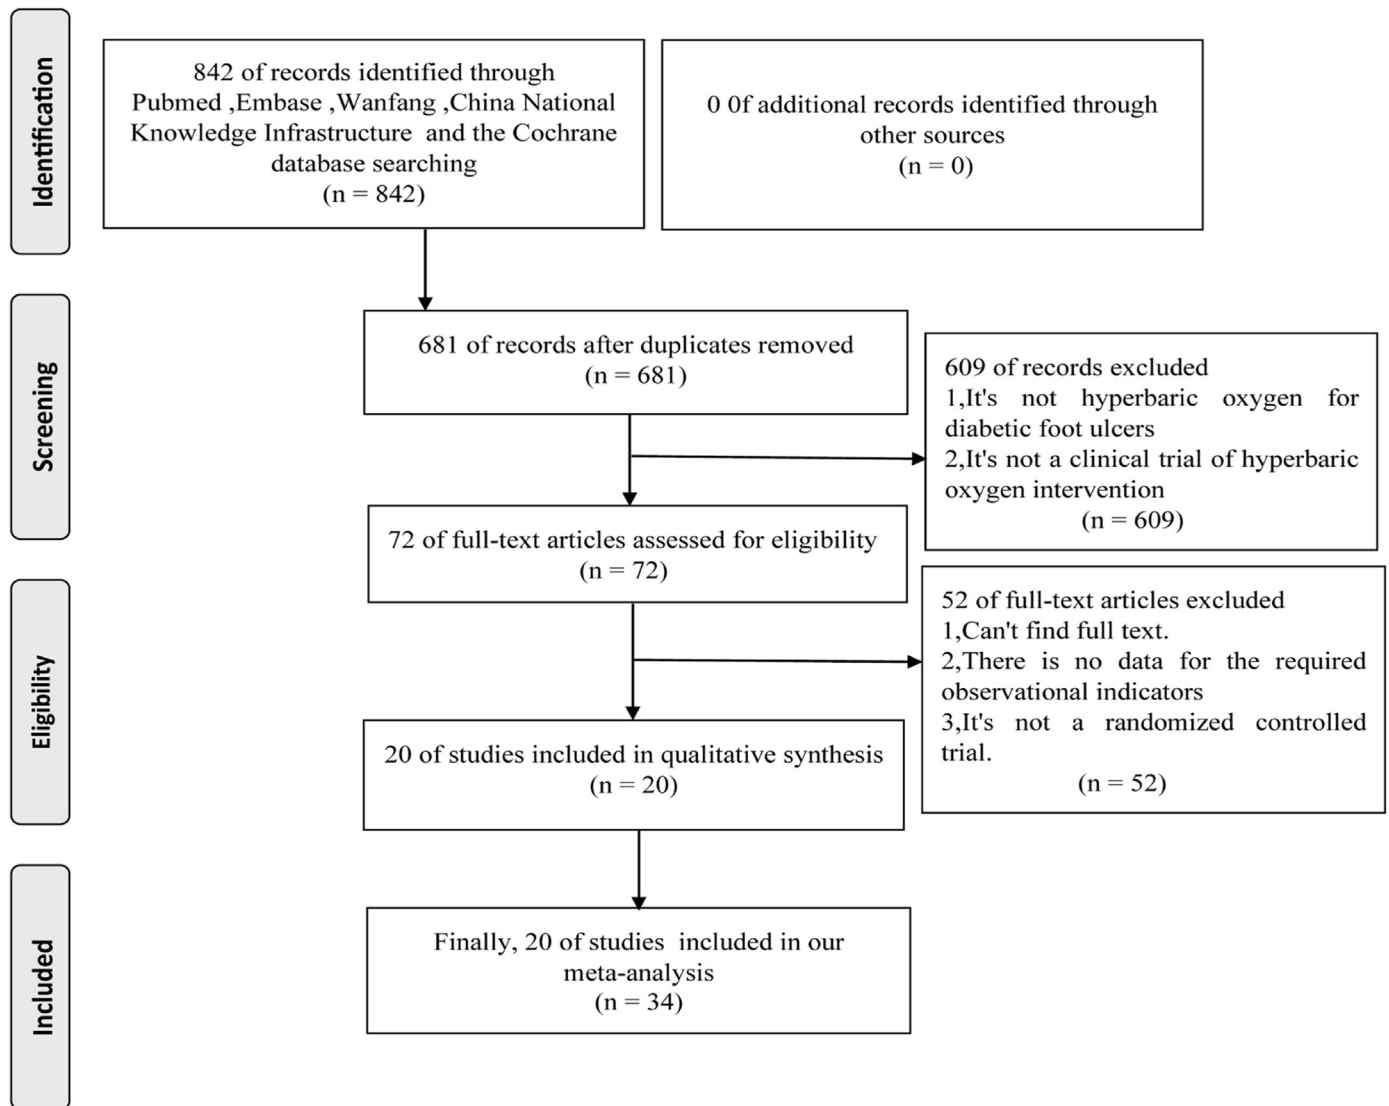 Identification
842 of records identified through
Pubmed ,Embase ,Wanfang ,China National
Knowledge Infrastructure and the Cochrane
database searching
(n = 842)
0 0f additional records identified through
other sources
(n = 0)
Screening
681 of records after duplicates removed
(n = 681)
609 of records excluded
1,It's not hyperbaric oxygen for
diabetic foot ulcers
2,It's not a clinical trial of hyperbaric
oxygen intervention
(n = 609)
72 of full-text articles assessed for eligibility
(n = 72)
Eligibility
52 of full-text articles excluded
1,Can't find full text.
2,There is no data for the required
observational indicators
3,It's not a randomized controlled
trial.
(n = 52)
20 of studies included in qualitative synthesis
(n = 20)
Included
Finally, 20 of studies included in our
meta-analysis
(n = 34)